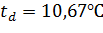 t_d = 10,67°C